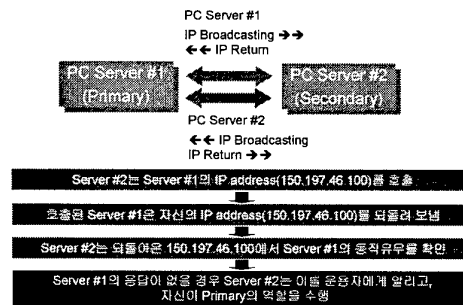 PC Server #1
IP Broadcasting →→
←← IP Return
PC Server #1
(Primary)
PC Server #2
(Secondary)
PC Server #2
←← IP Broadcasting
IP Return →→
Server #2는 Server #1의 IP address(150.197.46.100)를 호출
호출된 Server #1은 자신의 IP address(150.197.46.100)를 되돌려 보냄
Server #2는 되돌여온 150.197.46.100에서 Server #1의 동작유무를 확인
Server #1의 응답이 없을 경우 Server #2는 이를 운용자에게 알리고,
자신이 Primary의 역할을 수행